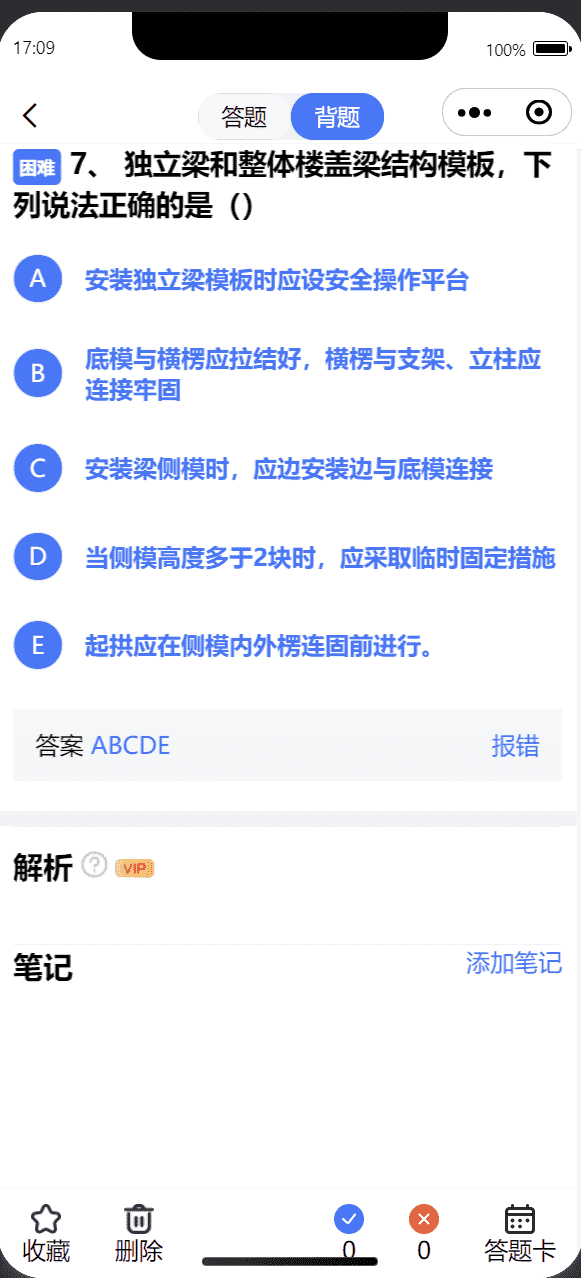 17:09
100%
答题 背题
困难 7、 独立梁和整体楼盖梁结构模板，下
列说法正确的是（）
A 安装独立梁模板时应设安全操作平台
B 底模与横楞应拉结好，横楞与支架、立柱应
连接牢固
C 安装梁侧模时，应边安装边与底模连接
D 当侧模高度多于2块时，应采取临时固定措施
E 起拱应在侧模内外楞连固前进行。
答案 ABCDE 报错
解析 ? VIP
笔记 添加笔记
0 0
收藏 删除 答题卡